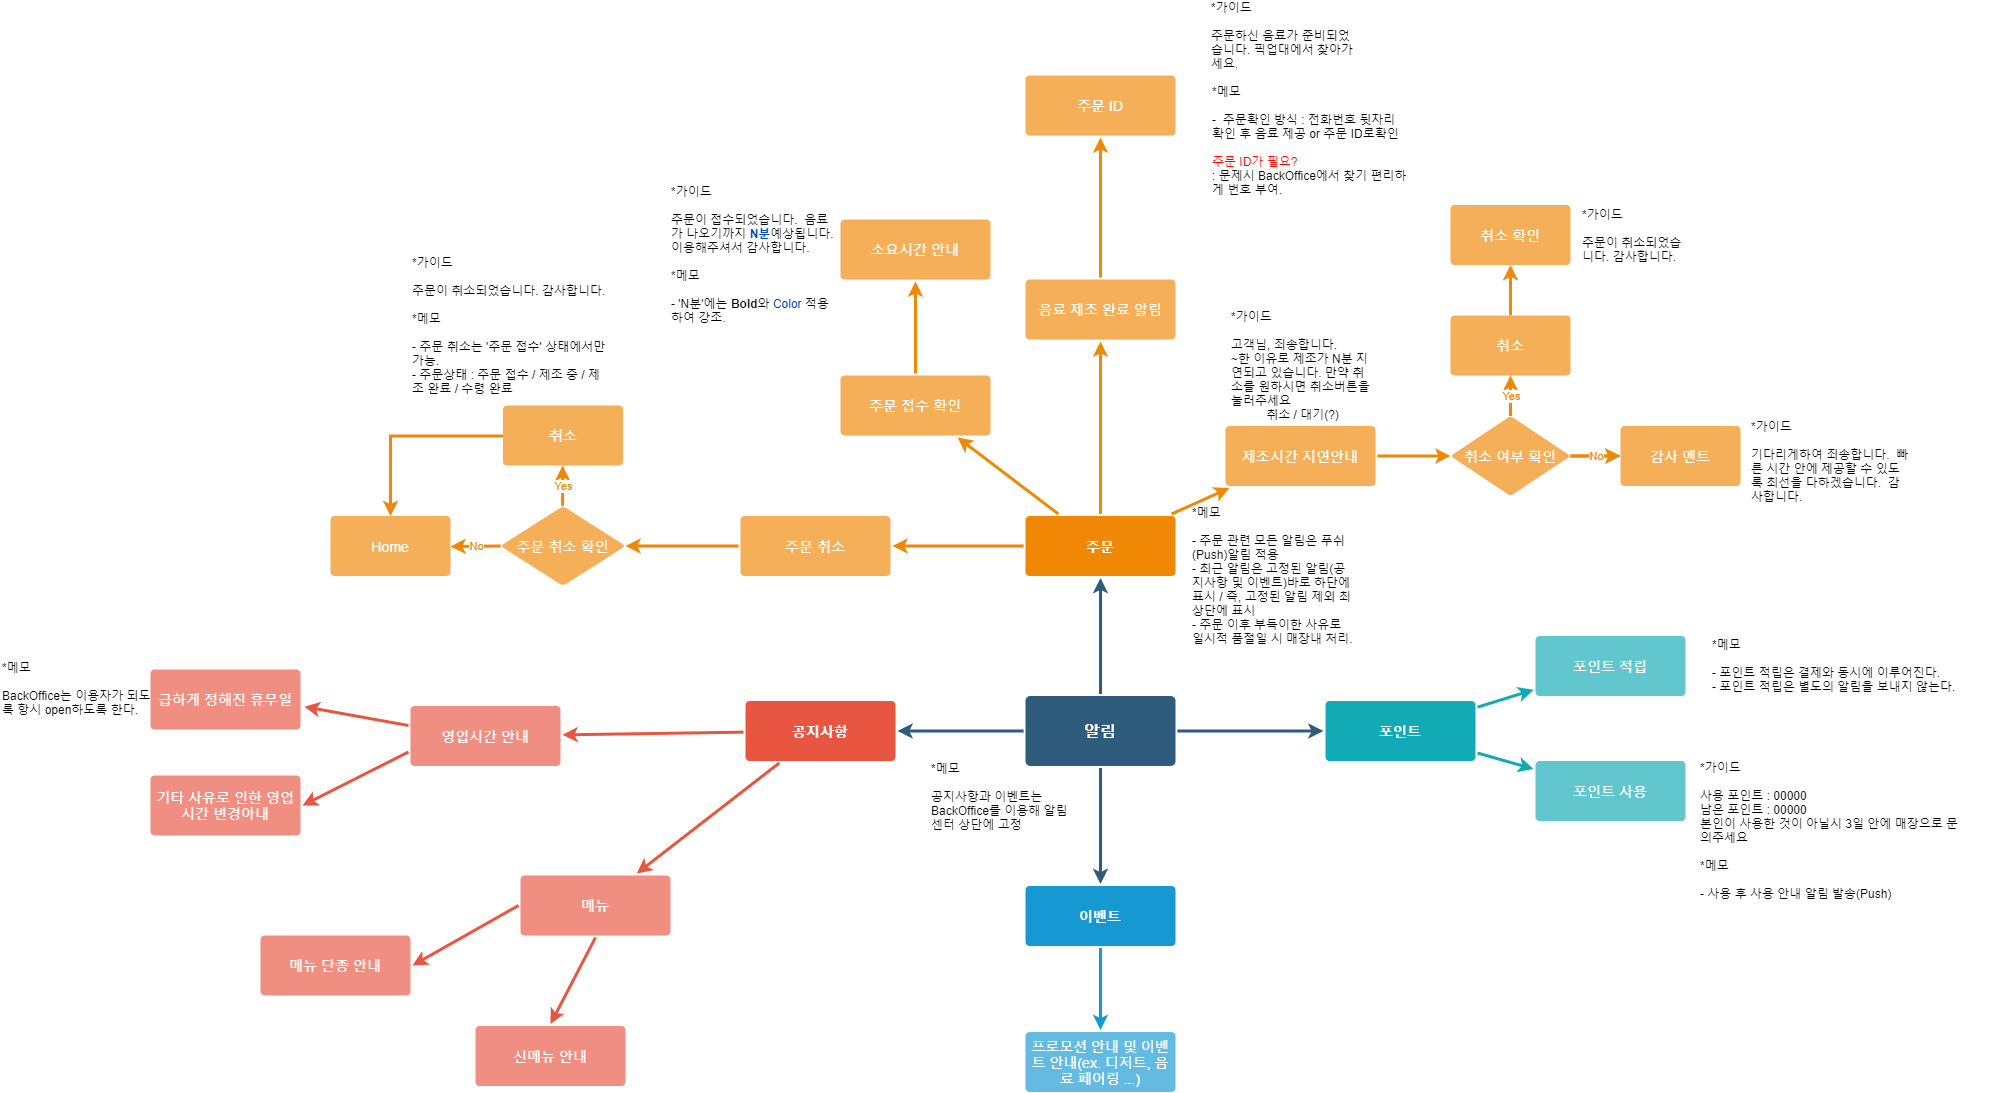 *가이드
주문하신 음료가 준비되었
습니다. 픽업대에서 찾아가
세요.
*메모
-  주문확인 방식 : 전화번호 뒷자리
확인 후 음료 제공 or 주문 ID로확인
주문 ID가 필요?
: 문제시 BackOffice에서 찾기 편리하
게 번호 부여.
주문 ID
*가이드
주문이 접수되었습니다.  음료
가 나오기까지 N분예상됩니다.
이용해주셔서 감사합니다.
*메모
- 'N분'에는 Bold와 Color 적용
하여 강조.
소요시간 안내
음료 제조 완료 알림
취소 확인
*가이드
주문이 취소되었습
니다. 감사합니다.
*가이드
주문이 취소되었습니다. 감사합니다.
*메모
- 주문 취소는 '주문 접수' 상태에서만
가능.
- 주문상태 : 주문 접수 / 제조 중 / 제
조 완료 / 수령 완료
주문 접수 확인
*가이드
고객님, 죄송합니다.
~한 이유로 제조가 N분 지
연되고 있습니다. 만약 취
소를 원하시면 취소버튼을
눌러주세요
취소 / 대기(?)
취소
Yes
취소
제조시간 지연안내
취소 여부 확인
No
감사 멘트
*가이드
기다리게하여 죄송합니다.  빠
른 시간 안에 제공할 수 있도
록 최선을 다하겠습니다.  감
사합니다.
Yes
Home
No
주문 취소 확인
주문 취소
주문
*메모
- 주문 관련 모든 알림은 푸쉬
(Push)알림 적용
- 최근 알림은 고정된 알림(공
지사항 및 이벤트)바로 하단에
표시 / 즉, 고정된 알림 제외 최
상단에 표시
- 주문 이후 부득이한 사유로
일시적 품절일 시 매장내 처리.
*메모
BackOffice는 이용자가 되도
록 항시 open하도록 한다.
급하게 정해진 휴무일
영업시간 안내
공지사항
알림
포인트
포인트 적립
*메모
- 포인트 적립은 결제와 동시에 이루어진다.
- 포인트 적립은 별도의 알림을 보내지 않는다.
기타 사유로 인한 영업
시간 변경아내
*메모
공지사항과 이벤트는
BackOffice를 이용해 알림
센터 상단에 고정
포인트 사용
*가이드
사용 포인트 : 00000
남은 포인트 : 00000
본인이 사용한 것이 아닐시 3일 안에 매장으로 문
의주세요
*메모
- 사용 후 사용 안내 알림 발송(Push)
메뉴
이벤트
메뉴 단종 안내
신메뉴 안내
프로모션 안내 및 이벤
트 안내(ex. 디저트, 음
료 페어링 ...)